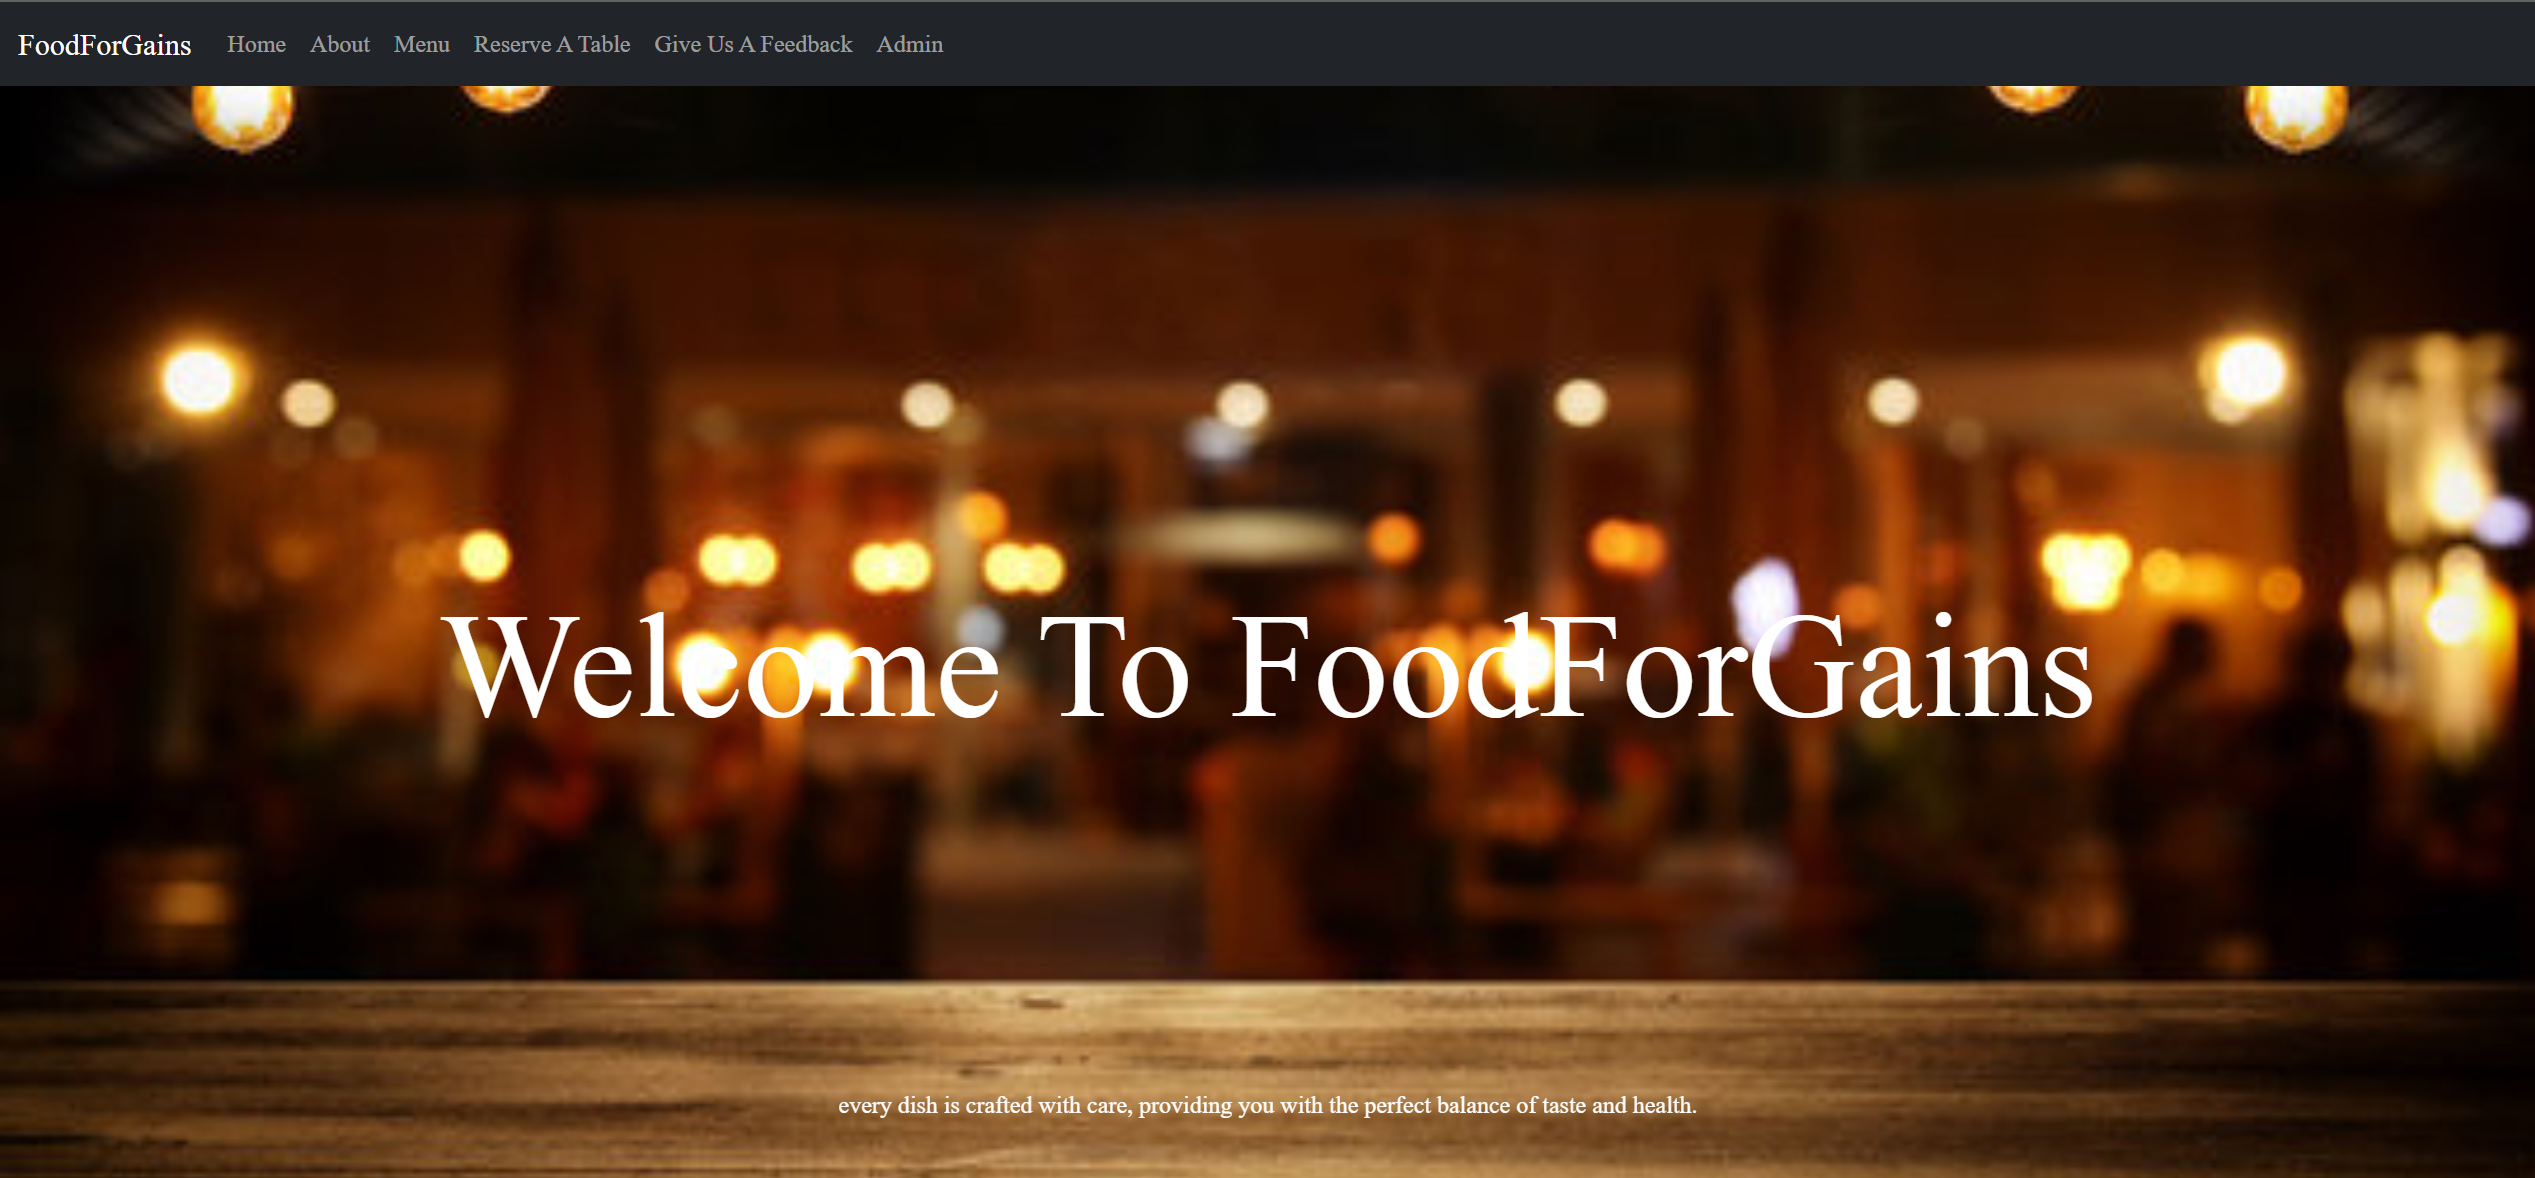 FoodForGains Home About Menu Reserve A Table Give Us A Feedback Admin
Welcome To FoodForGains
every dish is crafted with care, providing you with the perfect balance of taste and health.